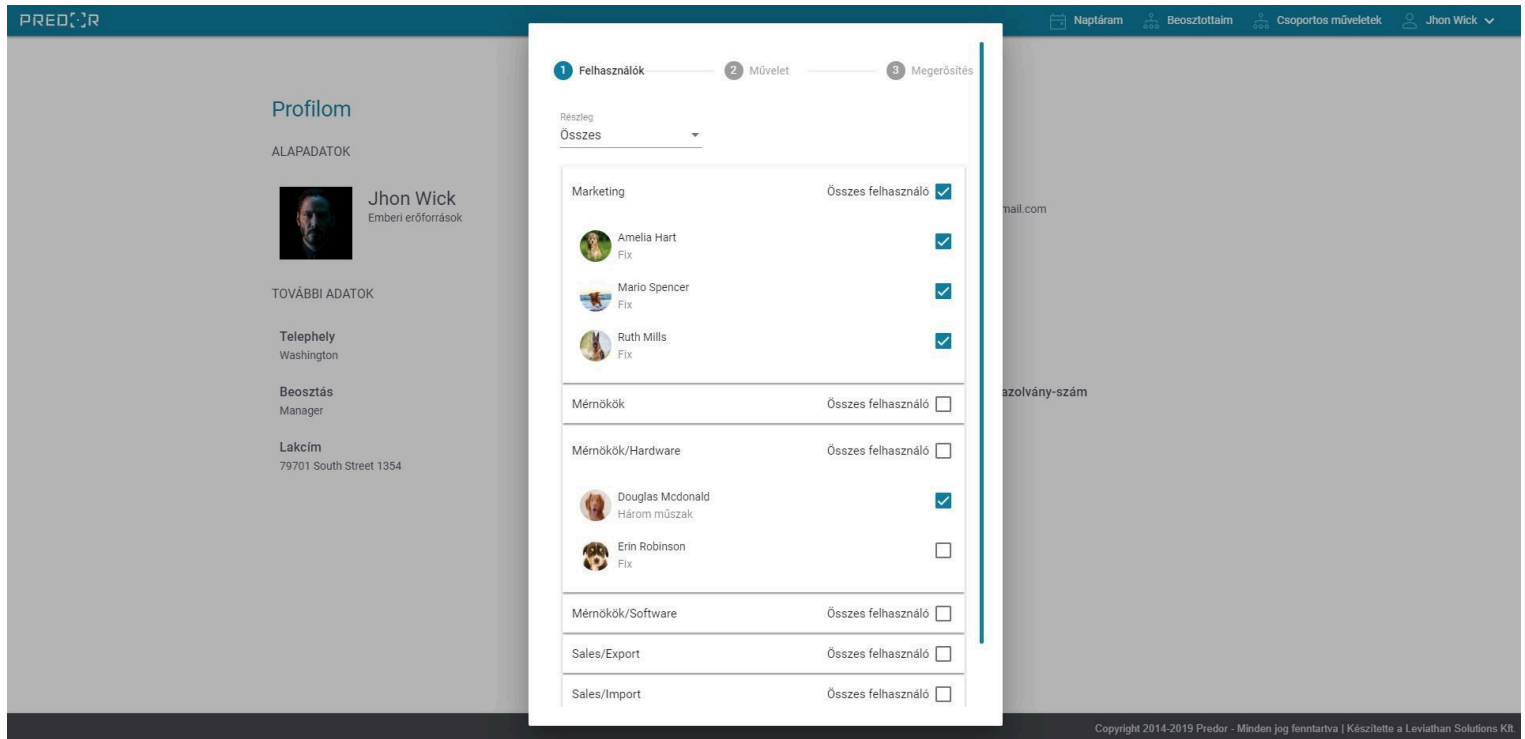 PRED[·]R
Naptáram
Beosztottaim
Csoportos műveletek
Jhon Wick
Profilom
ALAPADATOK
Jhon Wick
Emberi erőforrások
TOVÁBBI ADATOK
Telephely
Washington
Beosztás
Manager
Lakcím
79701 South Street 1354
1 Felhasználók
2 Művelet
3 Megerősítés
Részleg
Összes
Marketing Összes felhasználó
Amelia Hart
Fix
Mario Spencer
Fix
Ruth Mills
Fix
Mérnökök Összes felhasználó
Mérnökök/Hardware Összes felhasználó
Douglas Mcdonald
Három műszak
Erin Robinson
Fix
Mérnökök/Software Összes felhasználó
Sales/Export Összes felhasználó
Sales/Import Összes felhasználó
mail.com
azolvány-szám
Copyright 2014-2019 Predor - Minden jog fenntartva | Készítette a Leviathan Solutions Kft.